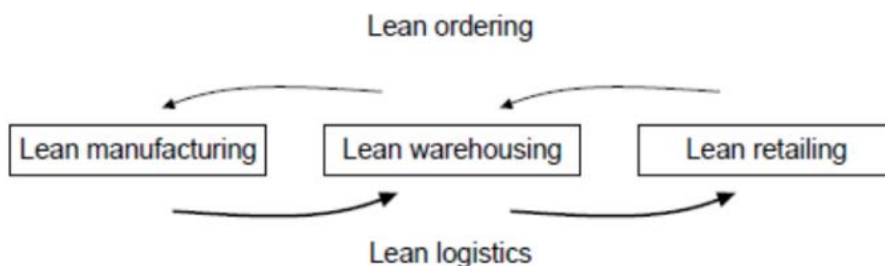 Lean ordering
Lean manufacturing
Lean warehousing
Lean retailing
Lean logistics